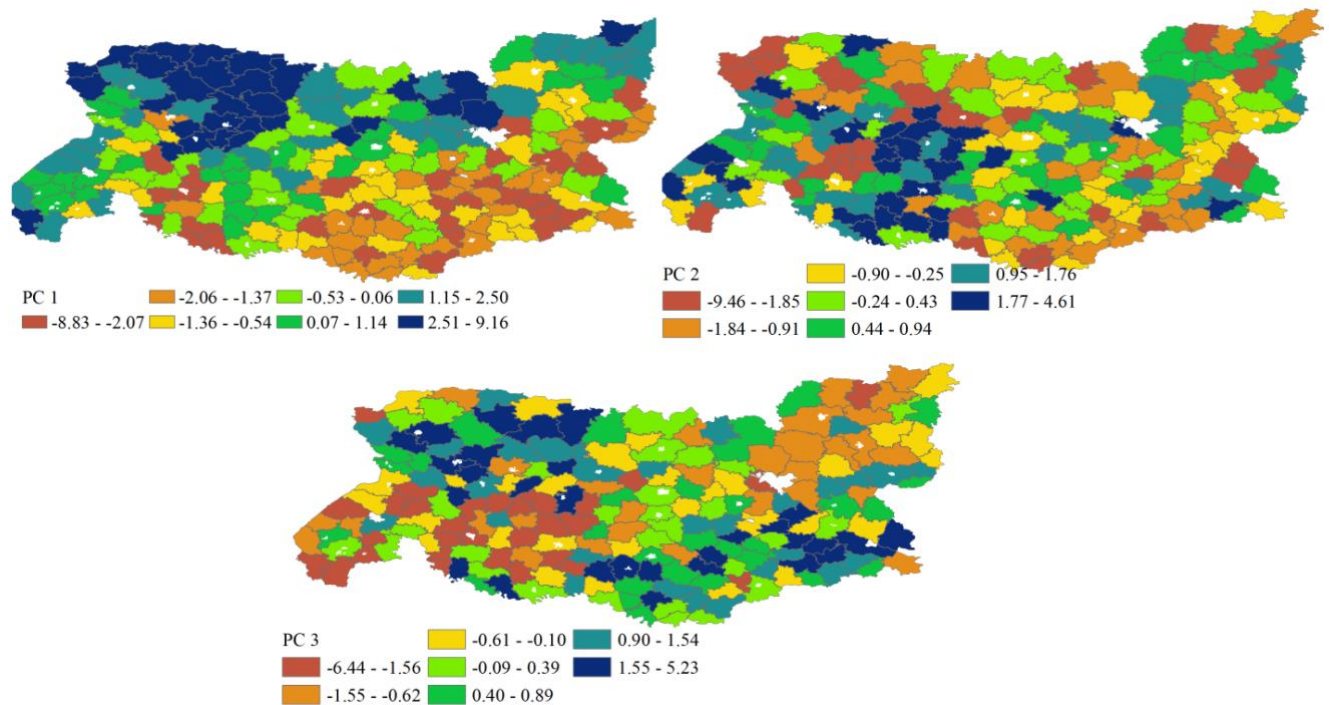 PC 1
-2.06 - -1.37
-0.53 - 0.06
1.15 - 2.50
-8.83 - -2.07
-1.36 - -0.54
0.07 - 1.14
2.51 - 9.16
PC 2
-0.90 - -0.25
0.95 - 1.76
-9.46 - -1.85
-0.24 - 0.43
1.77 - 4.61
-1.84 - -0.91
0.44 - 0.94
PC 3
-0.61 - -0.10
0.90 - 1.54
-6.44 - -1.56
-0.09 - 0.39
1.55 - 5.23
-1.55 - -0.62
0.40 - 0.89